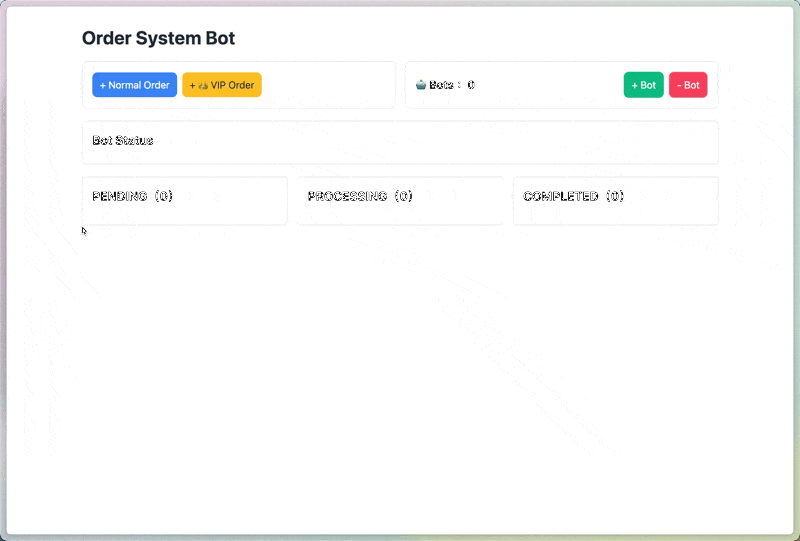 Order System Bot
+ Normal Order
+ 👑 VIP Order
🤖 Bots : 0
+ Bot
- Bot
Bot Status
PENDING (0)
PROCESSING (0)
COMPLETED (0)